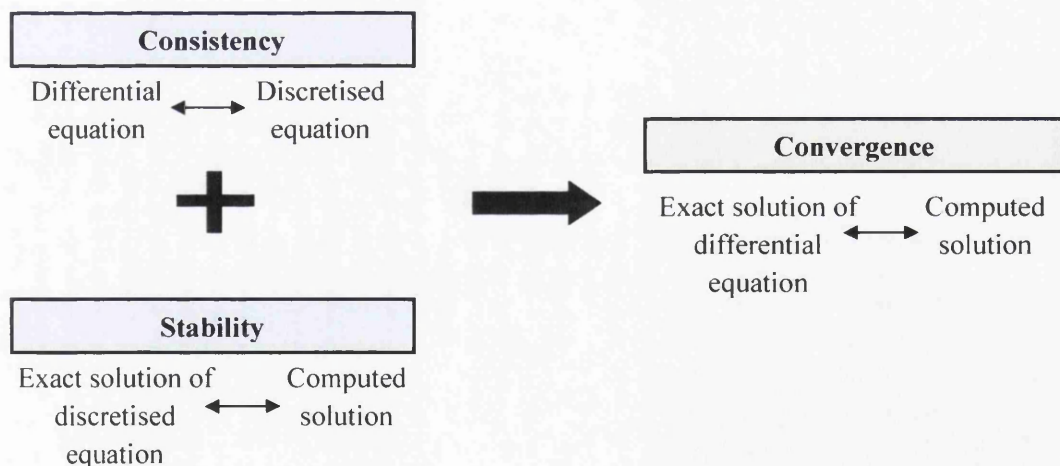 Consistency
Differential equation
Discretised equation
Stability
Exact solution of discretised equation
Computed solution
Convergence
Exact solution of differential equation
Computed solution